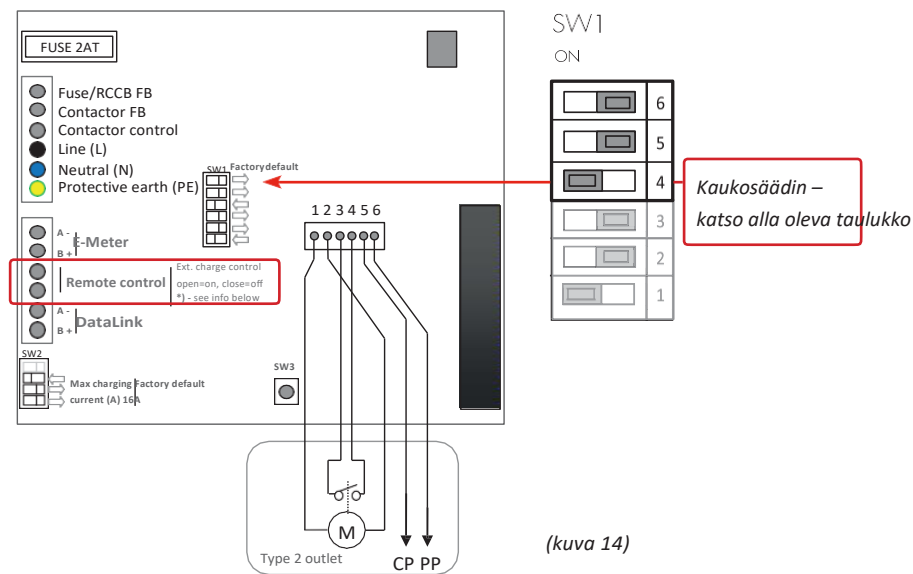 FUSE 2AT
Fuse/RCCB FB
Contactor FB
Contactor control
Line (L)
Neutral (N)
Protective earth (PE)
SW1 Factory default
A -
E-Meter
B +
Remote control
Ext. charge control
open=on, close=off
*) - see info below
A -
DataLink
B +
SW2
Max charging Factory default
current (A) 16A
SW3
1 2 3 4 5 6
M
Type 2 outlet
CP PP
SW1
ON
6
5
4
3
2
1
Kaukosäädin –
katso alla oleva taulukko
(kuva 14)